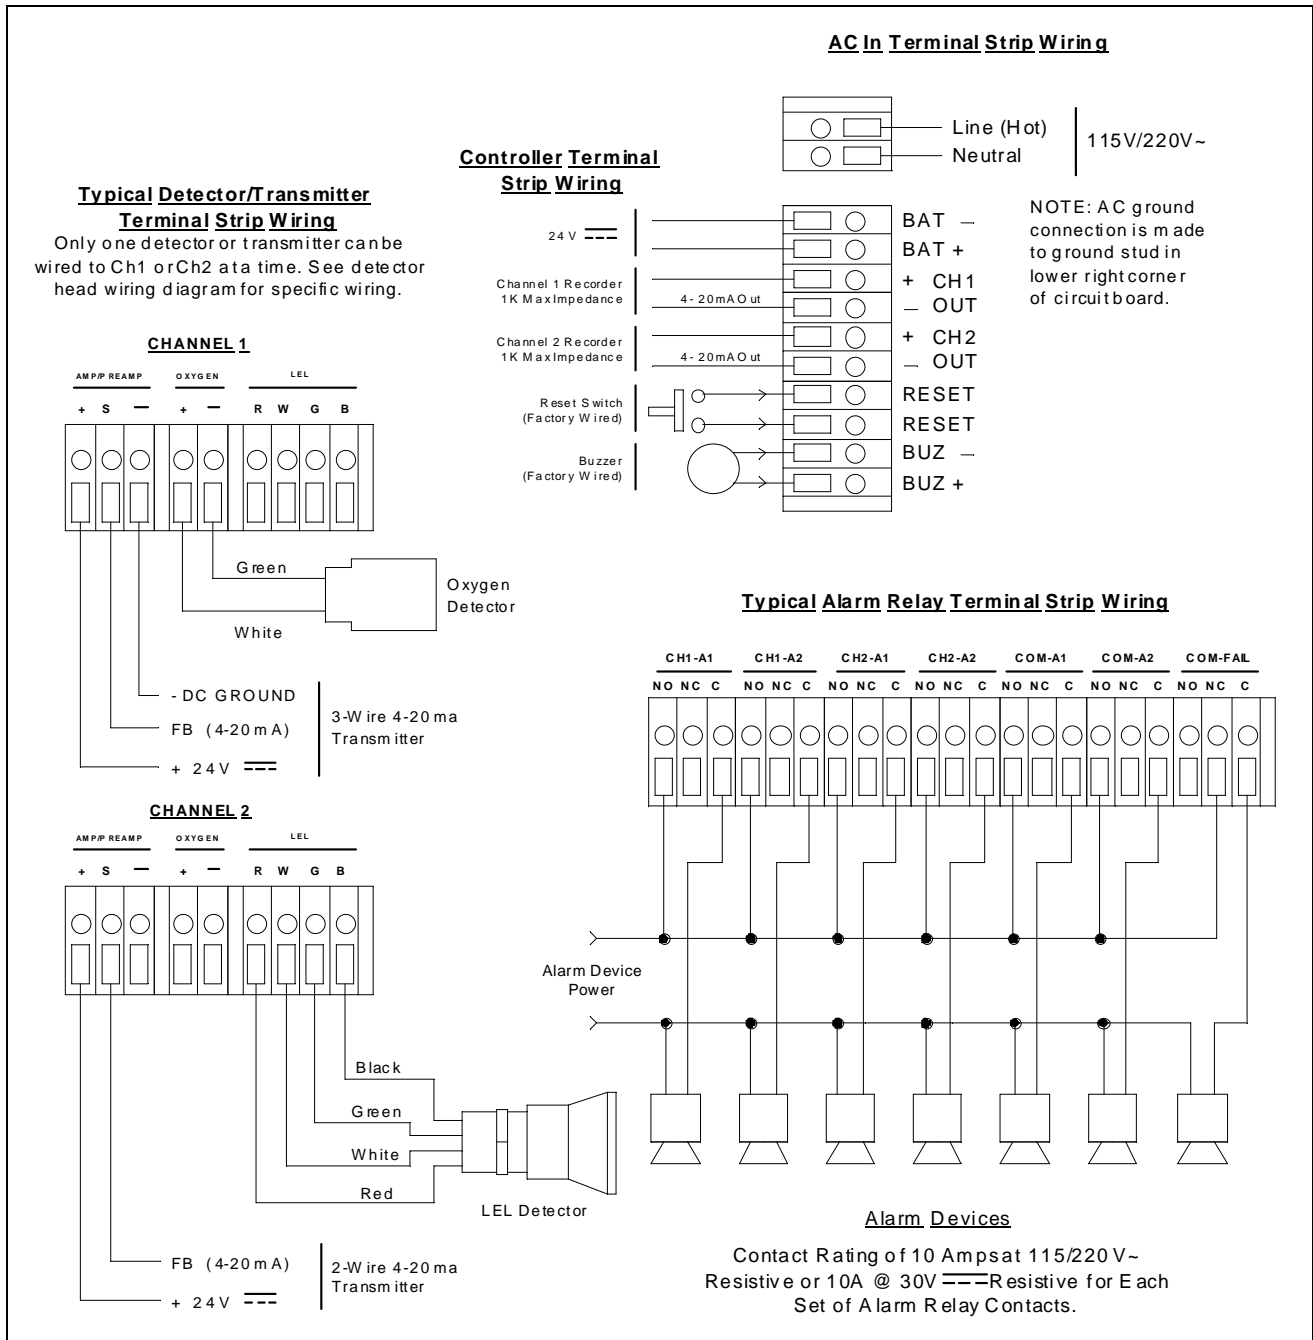 AC In Terminal Strip Wiring
Line (Hot)
Neutral
115V/220V~
NOTE: AC ground
connection is made
to ground stud in
lower right corner
of circuit board.
Controller Terminal
Strip Wiring
24 V
Channel 1 Recorder
1K Max Impedance
4-20mA Out
Channel 2 Recorder
1K Max Impedance
4-20mA Out
Reset Switch
(Factory Wired)
Buzzer
(Factory Wired)
BAT –
BAT +
+ CH1
– OUT
+ CH2
– OUT
RESET
RESET
BUZ –
BUZ +
Typical Detector/Transmitter
Terminal Strip Wiring
Only one detector or transmitter can be
wired to Ch1 or Ch2 at a time. See detector
head wiring diagram for specific wiring.
CHANNEL 1
AMP/PREAMP OXYGEN LEL
+ S – + – R W G B
Green
White
Oxygen
Detector
- DC GROUND
FB (4-20 mA)
+ 24V
3-Wire 4-20 ma
Transmitter
CHANNEL 2
AMP/PREAMP OXYGEN LEL
+ S – + – R W G B
Black
Green
White
Red
LEL Detector
FB (4-20 mA)
+ 24V
2-Wire 4-20 ma
Transmitter
Typical Alarm Relay Terminal Strip Wiring
CH1-A1 CH1-A2 CH2-A1 CH2-A2 COM-A1 COM-A2 COM-FAIL
NO NC C NO NC C NO NC C NO NC C NO NC C NO NC C NO NC C
Alarm Device
Power
Alarm Devices
Contact Rating of 10 Amps at 115/220 V~
Resistive or 10A @ 30V Resistive for Each
Set of Alarm Relay Contacts.